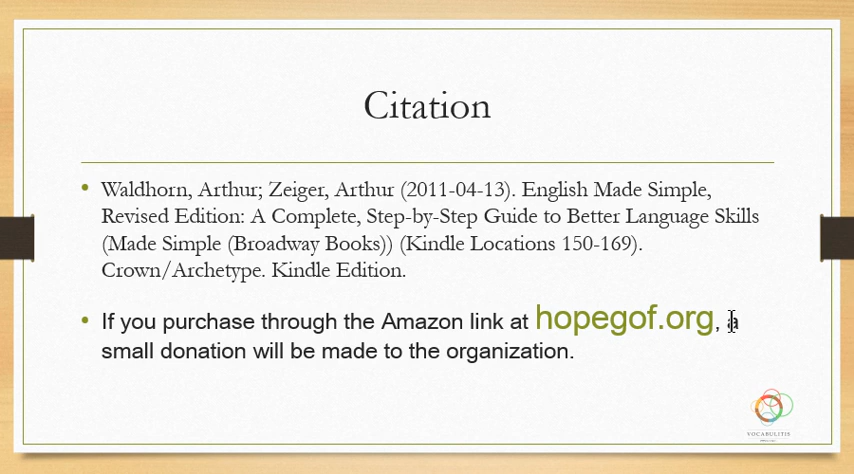 Citation
Waldhorn, Arthur; Zeiger, Arthur (2011-04-13). English Made Simple,
Revised Edition: A Complete, Step-by-Step Guide to Better Language Skills
(Made Simple (Broadway Books)) (Kindle Locations 150-169).
Crown/Archetype. Kindle Edition.
If you purchase through the Amazon link at hopegof.org, a
small donation will be made to the organization.
VOCABULITIS